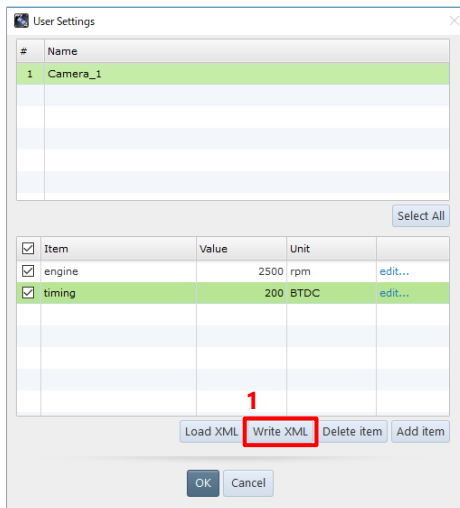 User Settings
# Name
1 Camera_1
Select All
Item Value Unit
engine 2500 rpm edit...
timing 200 BTDC edit...
1
Load XML Write XML Delete item Add item
OK Cancel